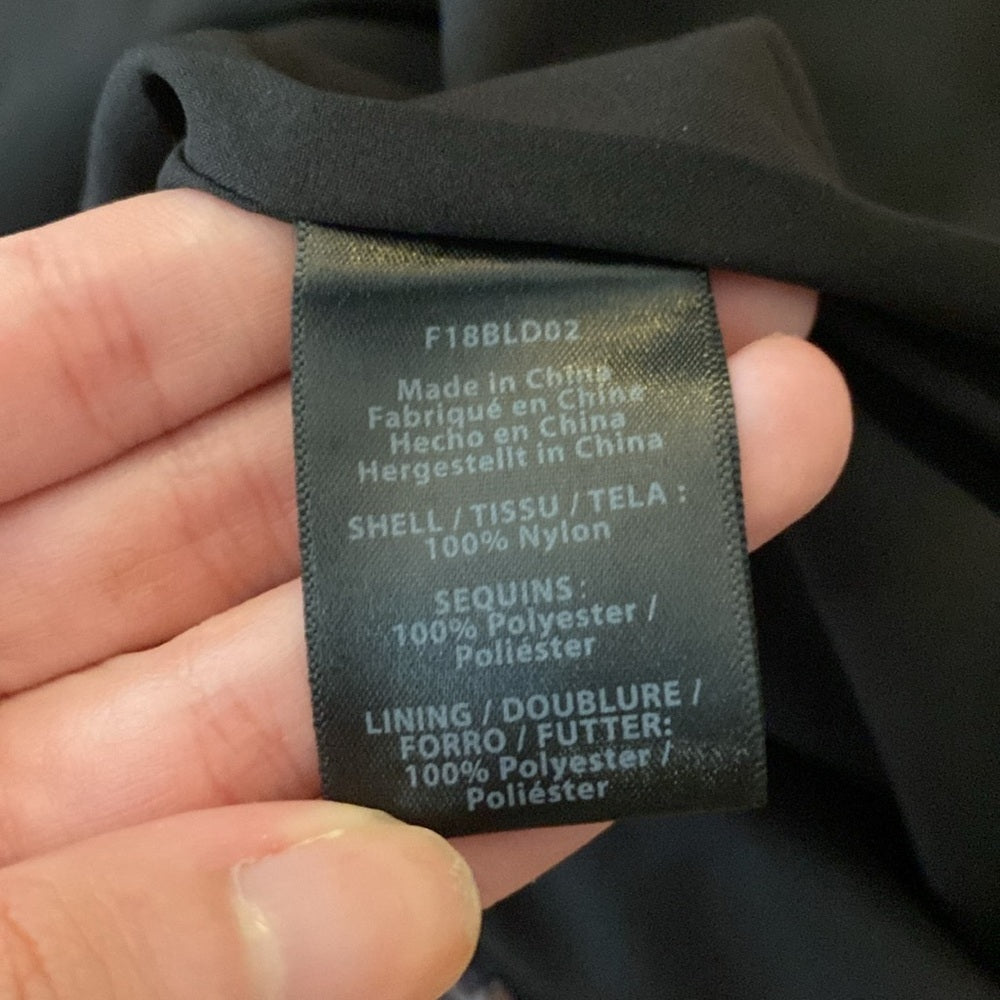 F18BLD02
Made in China
Fabriqué en Chine
Hecho en China
Hergestellt in China
SHELL / TISSU / TELA :
100% Nylon
SEQUINS:
100% Polyester /
Poliéster
LINING / DOUBLURE /
FORRO / FUTTER:
100% Polyester /
Poliéster